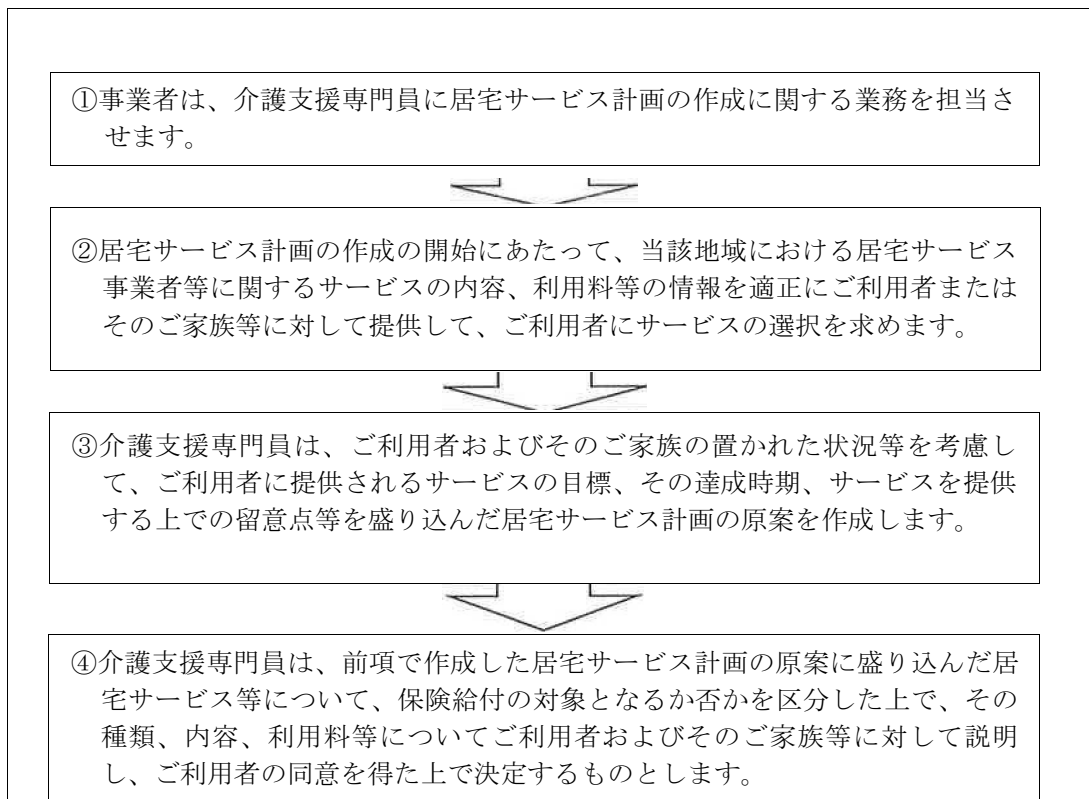 ①事業者は、介護支援専門員に居宅サービス計画の作成に関する業務を担当さ
せます。
②居宅サービス計画の作成の開始にあたって、当該地域における居宅サービス
事業者等に関するサービスの内容、利用料等の情報を適正にご利用者または
そのご家族等に対して提供して、ご利用者にサービスの選択を求めます。
③介護支援専門員は、ご利用者およびそのご家族の置かれた状況等を考慮し
て、ご利用者に提供されるサービスの目標、その達成時期、サービスを提供
する上での留意点等を盛り込んだ居宅サービス計画の原案を作成します。
④介護支援専門員は、前項で作成した居宅サービス計画の原案に盛り込んだ居
宅サービス等について、保険給付の対象となるか否かを区分した上で、その
種類、内容、利用料等についてご利用者およびそのご家族等に対して説明
し、ご利用者の同意を得た上で決定するものとします。